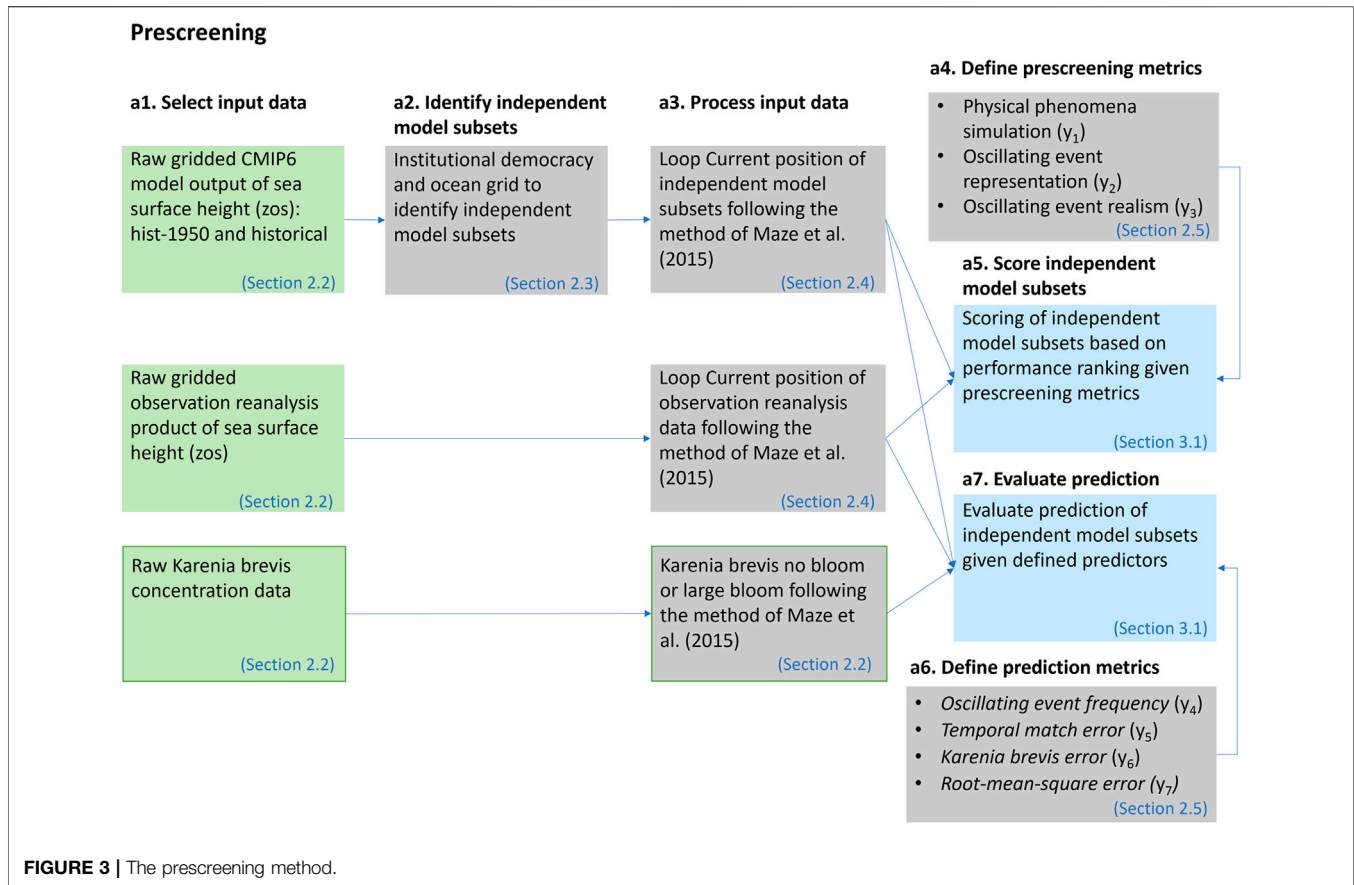 Prescreening
a1. Select input data
Raw gridded CMIP6
model output of sea
surface height (zos):
hist-1950 and historical
(Section 2.2)
a2. Identify independent
model subsets
Institutional democracy
and ocean grid to
identify independent
model subsets
(Section 2.3)
a3. Process input data
Loop Current position of
independent model
subsets following the
method of Maze et al.
(2015)
(Section 2.4)
a4. Define prescreening metrics
• Physical phenomena
simulation (y1)
• Oscillating event
representation (y2)
• Oscillating event realism (y3)
(Section 2.5)
a5. Score independent
model subsets
Scoring of independent
model subsets based on
performance ranking given
prescreening metrics
(Section 3.1)
Raw gridded
observation reanalysis
product of sea surface
height (zos)
(Section 2.2)
Loop Current position of
observation reanalysis
data following the
method of Maze et al.
(2015)
(Section 2.4)
a7. Evaluate prediction
Evaluate prediction of
independent model subsets
given defined predictors
(Section 3.1)
Raw Karenia brevis
concentration data
(Section 2.2)
Karenia brevis no bloom
or large bloom following
the method of Maze et
al. (2015)
(Section 2.2)
a6. Define prediction metrics
• Oscillating event frequency (y4)
• Temporal match error (y5)
• Karenia brevis error (y6)
• Root-mean-square error (y7)
(Section 2.5)
FIGURE 3 | The prescreening method.